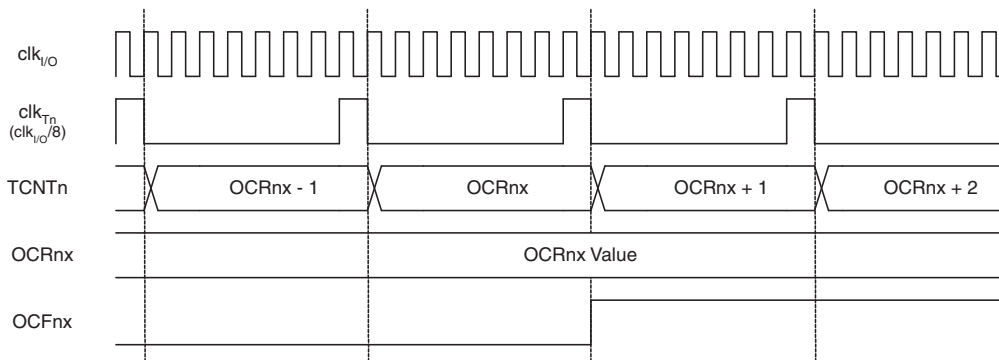 clkI/O
clkTn
(clkI/O/8)
TCNTn
OCRnx - 1
OCRnx
OCRnx + 1
OCRnx + 2
OCRnx
OCRnx Value
OCFnx